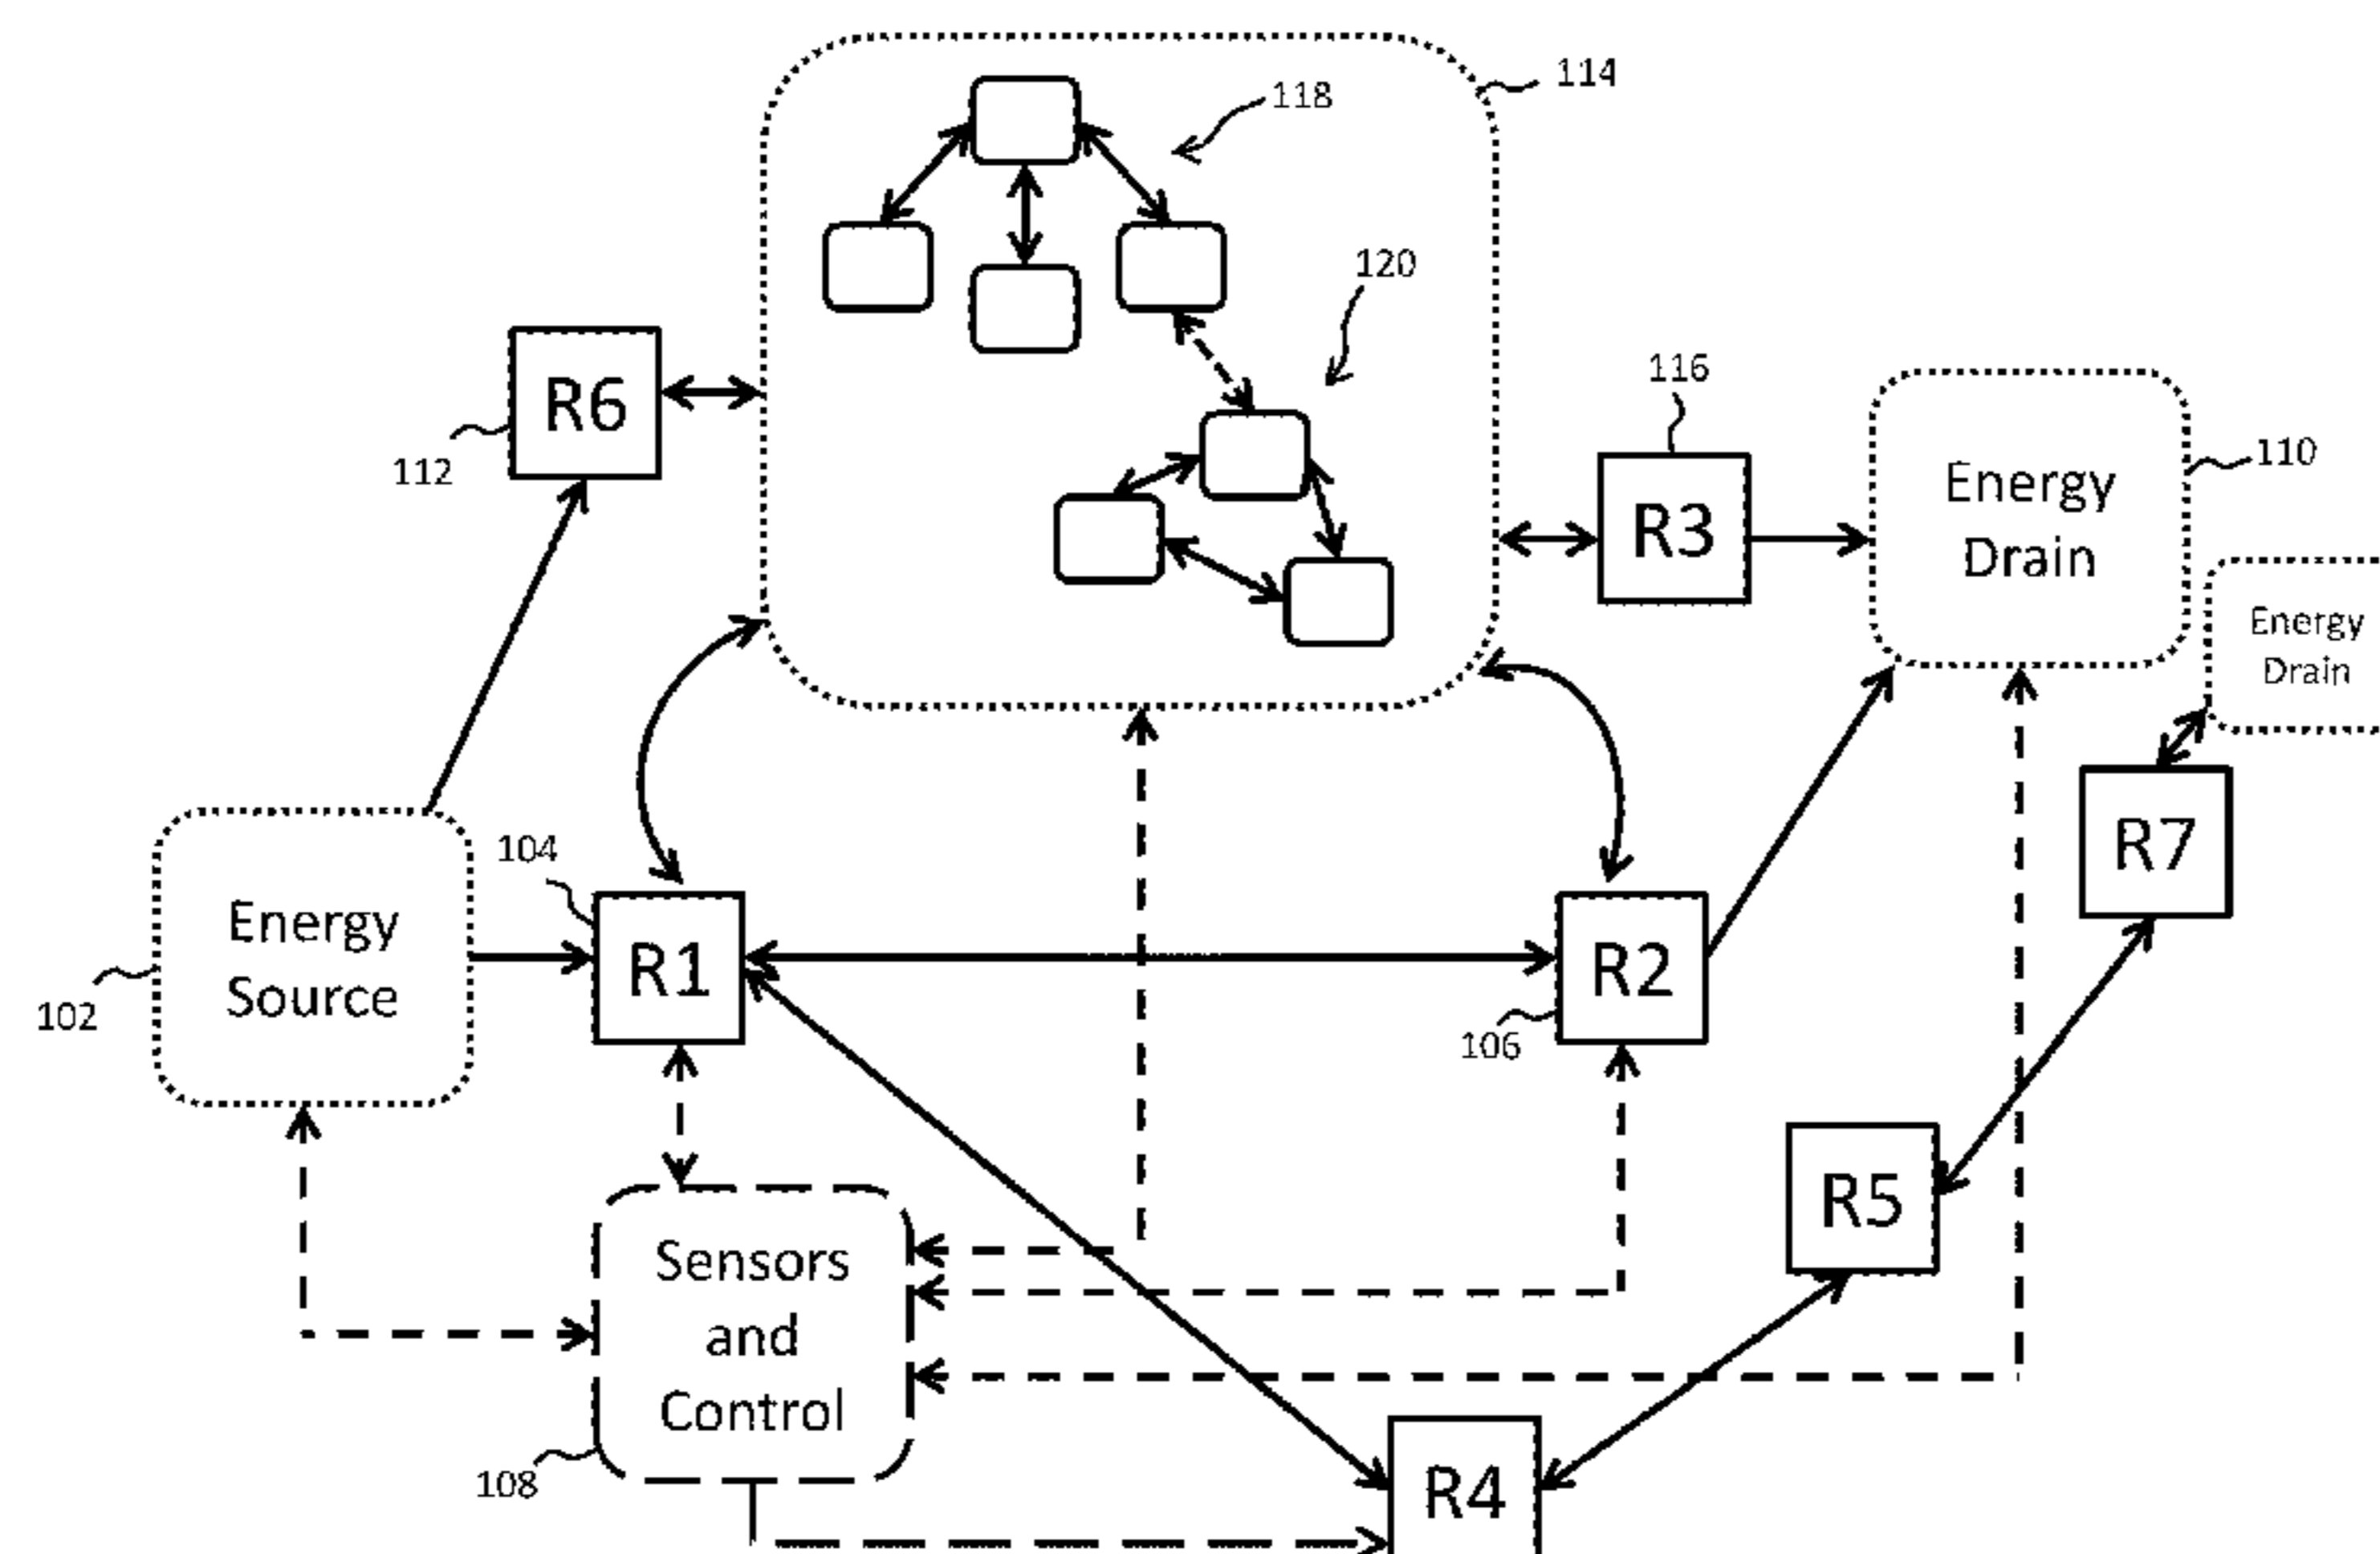 114
118
120
R6
112
116
R3
Energy
Drain
110
Energy
Drain
R7
104
Energy
Source
102
R1
R2
106
R5
Sensors
and
Control
108
R4